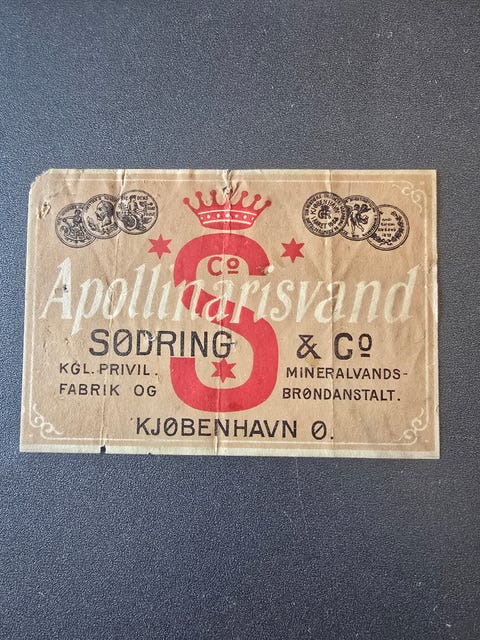 Co
Apollinarisvand
SØDRING & Co
KGL. PRIVIL. MINERALVANDS-
FABRIK OG BRØNDANSTALT.
KJØBENHAVN Ø.
S